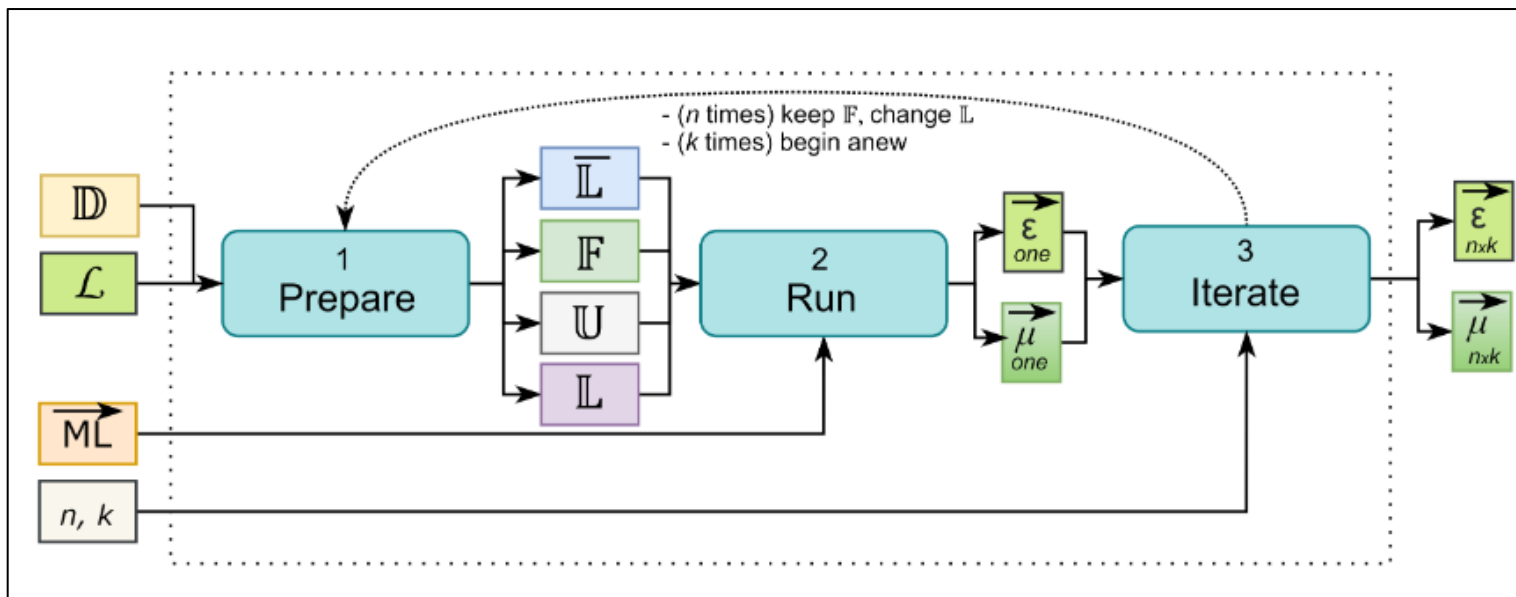 - (n times) keep 𝔽, change 𝕃
- (k times) begin anew
𝔻
ℒ
ML
n, k
1
Prepare
𝕃
𝔽
𝕌
𝕃
2
Run
ε
one
μ
one
3
Iterate
ε
nxk
μ
nxk